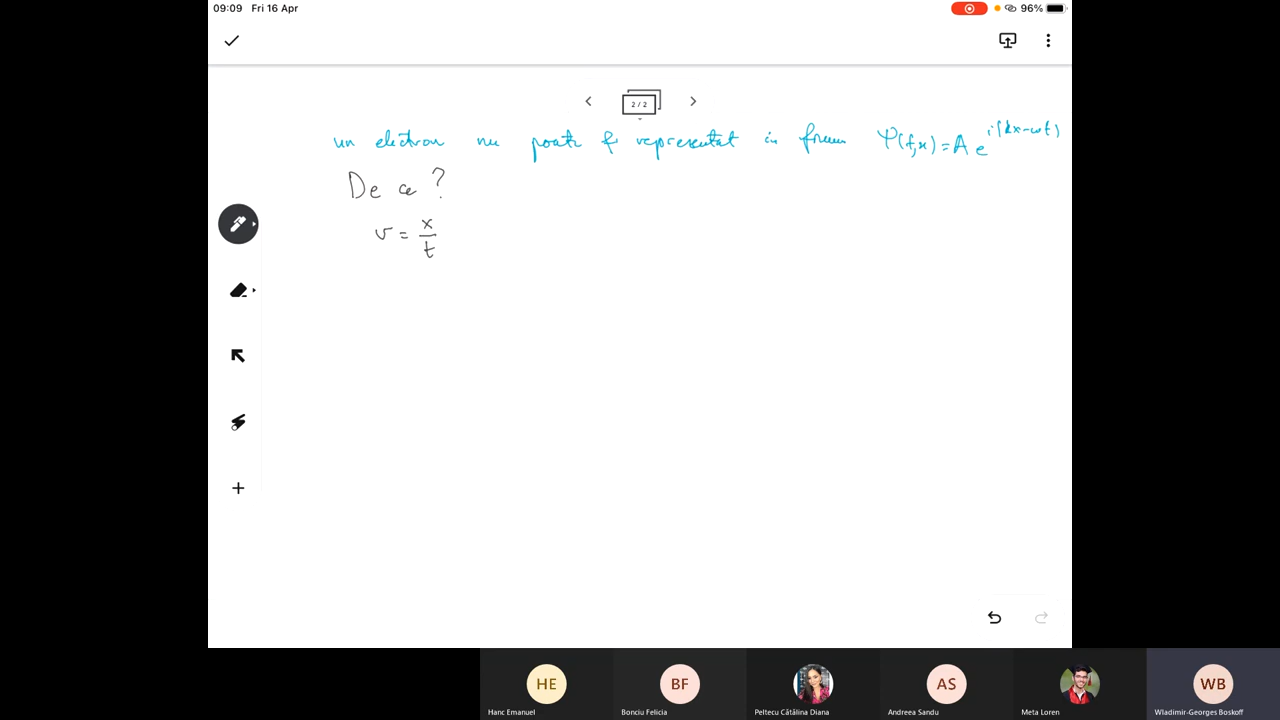 09:09 Fri 16 Apr
96%
2 / 2
un electron nu poate fi reprezentat in forma Ψ(t,x) = A e^{i(kx-ωt)}
De ce ?
v = x/t
HE
BF
AS
WB
Hanc Emanuel
Bonciu Felicia
Peltecu Cătălina Diana
Andreea Sandu
Meta Loren
Wladimir-Georges Boskoff